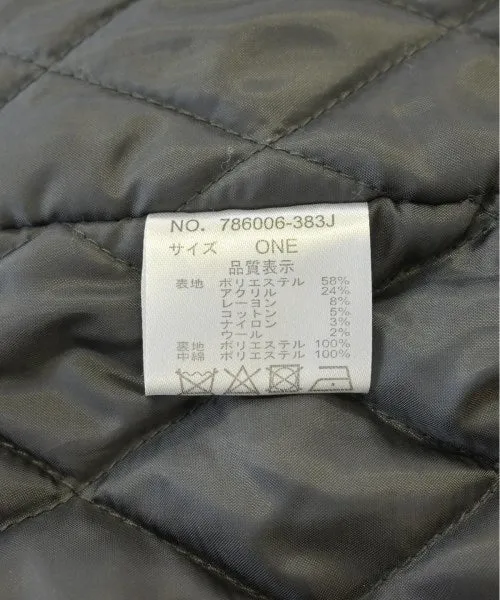 NO. 786006-383J
サイズ ONE
品質表示
表地 ポリエステル 58%
アクリル 24%
レーヨン 8%
コットン 5%
ナイロン 3%
ウール 2%
裏地 ポリエステル 100%
中綿 ポリエステル 100%